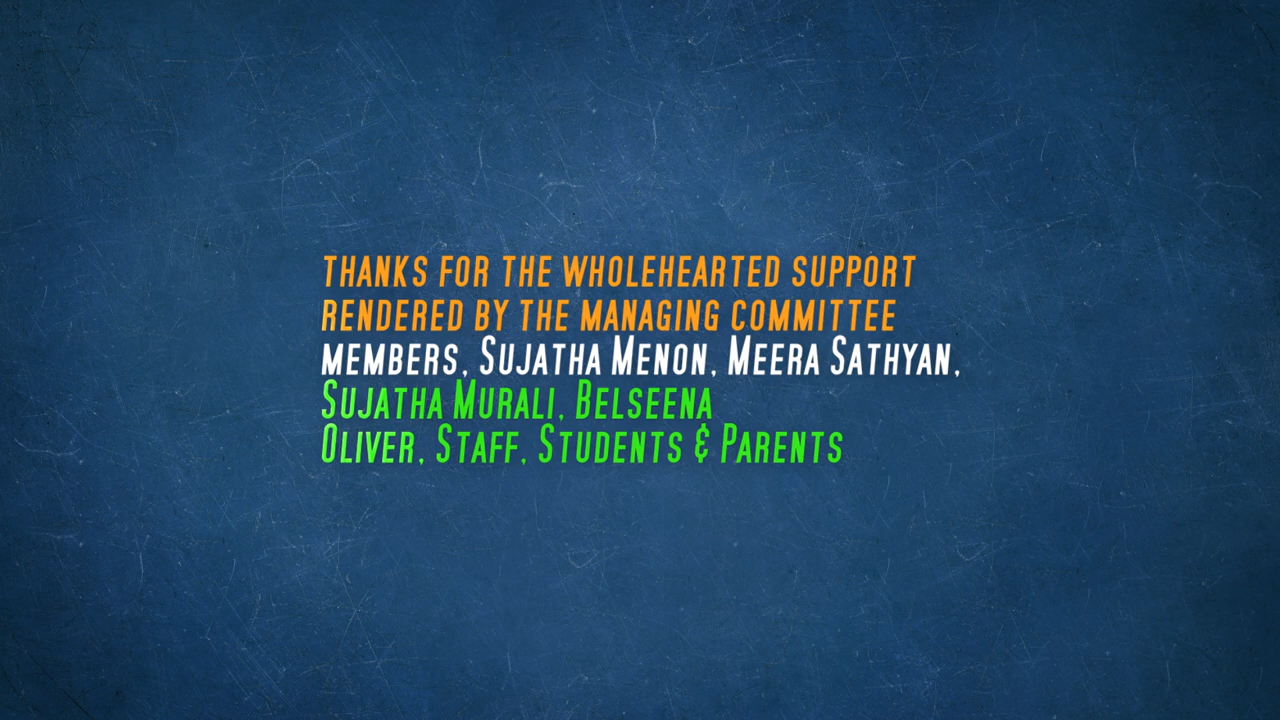 THANKS FOR THE WHOLEHEARTED SUPPORT
RENDERED BY THE MANAGING COMMITTEE
MEMBERS, SUJATHA MENON, MEERA SATHYAN,
SUJATHA MURALI, BELSEENA
OLIVER, STAFF, STUDENTS & PARENTS